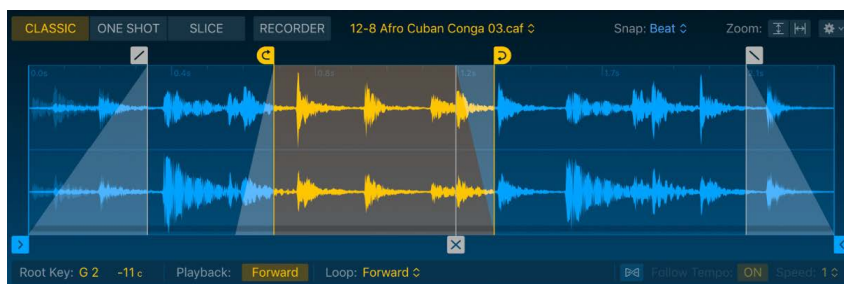 CLASSIC ONE SHOT SLICE RECORDER 12-8 Afro Cuban Conga 03.caf Snap: Beat Zoom:
0.0s 0.4s 0.8s 1.2s 1.7s
Root Key: G 2 -11 c Playback: Forward Loop: Forward Follow Tempo: ON Speed: 1